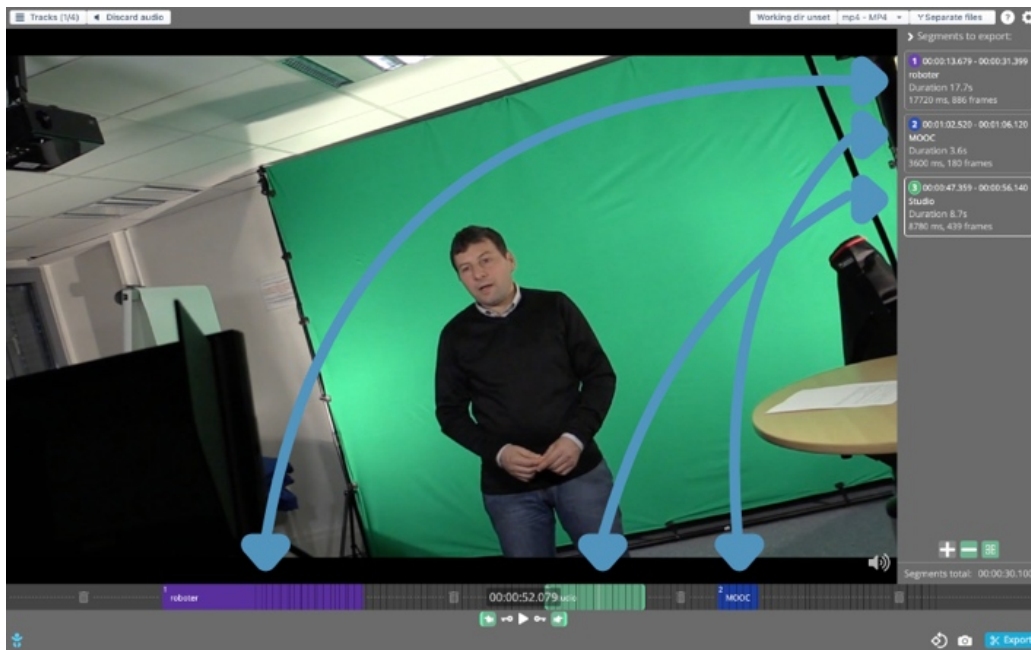 Tracks (1/4)
Discard audio
Working dir unset
mp4 - MP4
Separate files
?
Segments to export:
1 00:00:13.679 - 00:00:31.399
roboter
Duration 17.7s
17720 ms, 886 frames
2 00:01:02.520 - 00:01:06.120
MOOC
Duration 3.6s
3600 ms, 180 frames
3 00:00:47.359 - 00:00:56.140
Studio
Duration 8.7s
8780 ms, 439 frames
Segments total: 00:00:30.100
1
roboter
00:00:52.079
udio
2
MOOC
Export